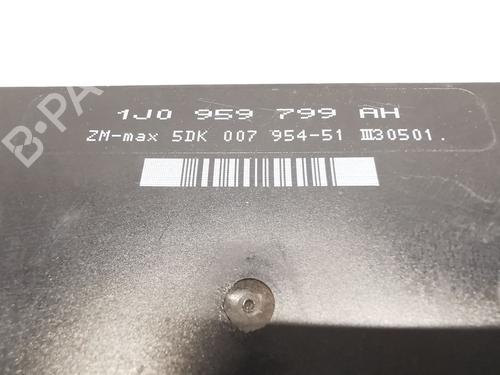 1J0 959 799 AH
ZM-max 5DK 007 954-51 III30501.
B-PA